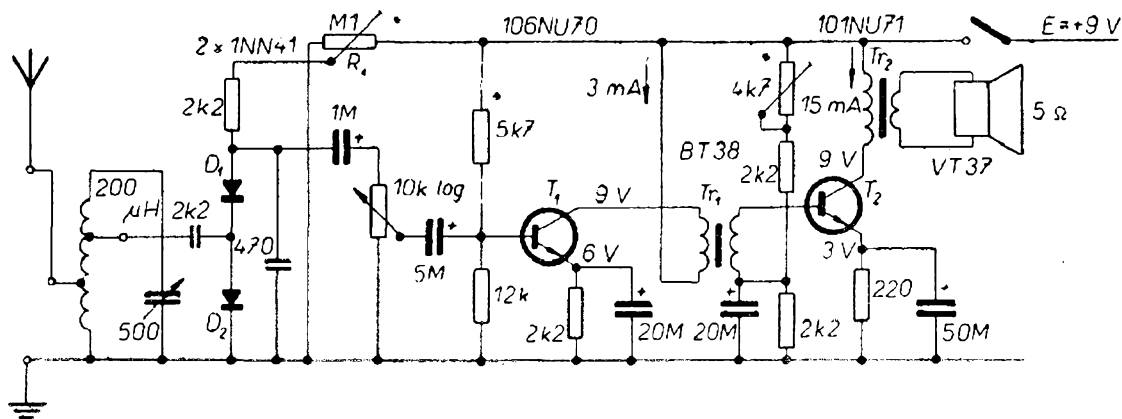 M1
106NU70
101NU71
E=+9 V
2×1NN41
R₁
Tr₂
2k2
1M
5k7
3 mA
4k7
15 mA
5 Ω
D₁
BT38
VT37
200
μH
10k log
T₁
9 V
Tr₁
2k2
9 V
T₂
2k2
470
5M
6 V
3 V
D₂
500
12k
2k2
20M
20M
2k2
220
50M